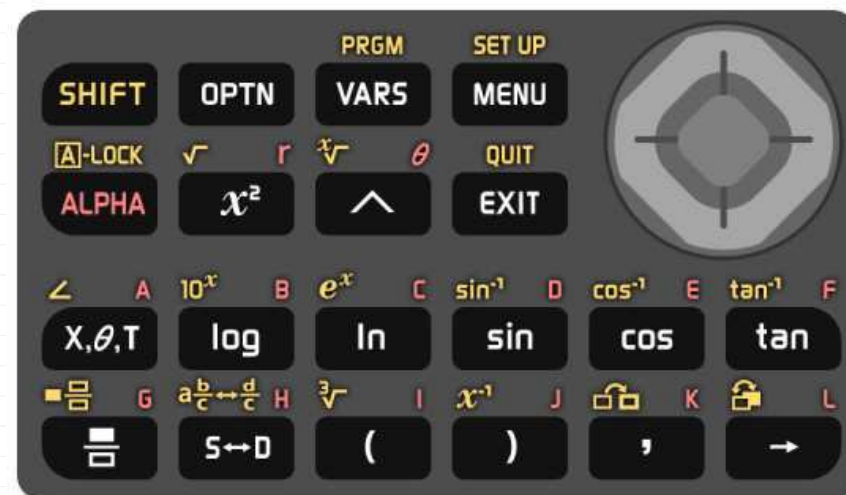 PRGM SET UP
SHIFT OPTN VARS MENU
A-LOCK √ r ˣ√ θ QUIT
ALPHA x² ^ EXIT
∠ A 10ˣ B eˣ C sin⁻¹ D cos⁻¹ E tan⁻¹ F
X,θ,T log ln sin cos tan
G a b/c↔d/c H ³√ I x⁻¹ J K L
S↔D ( ) , →